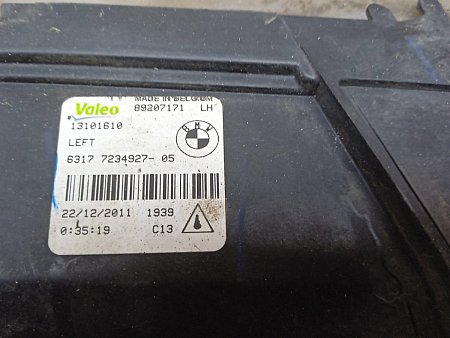 Valeo MADE IN BELGIUM
89207171 LH
13101610
LEFT
BMW
6317 7234927- 05
22/12/2011 1939
0:35:19 C13